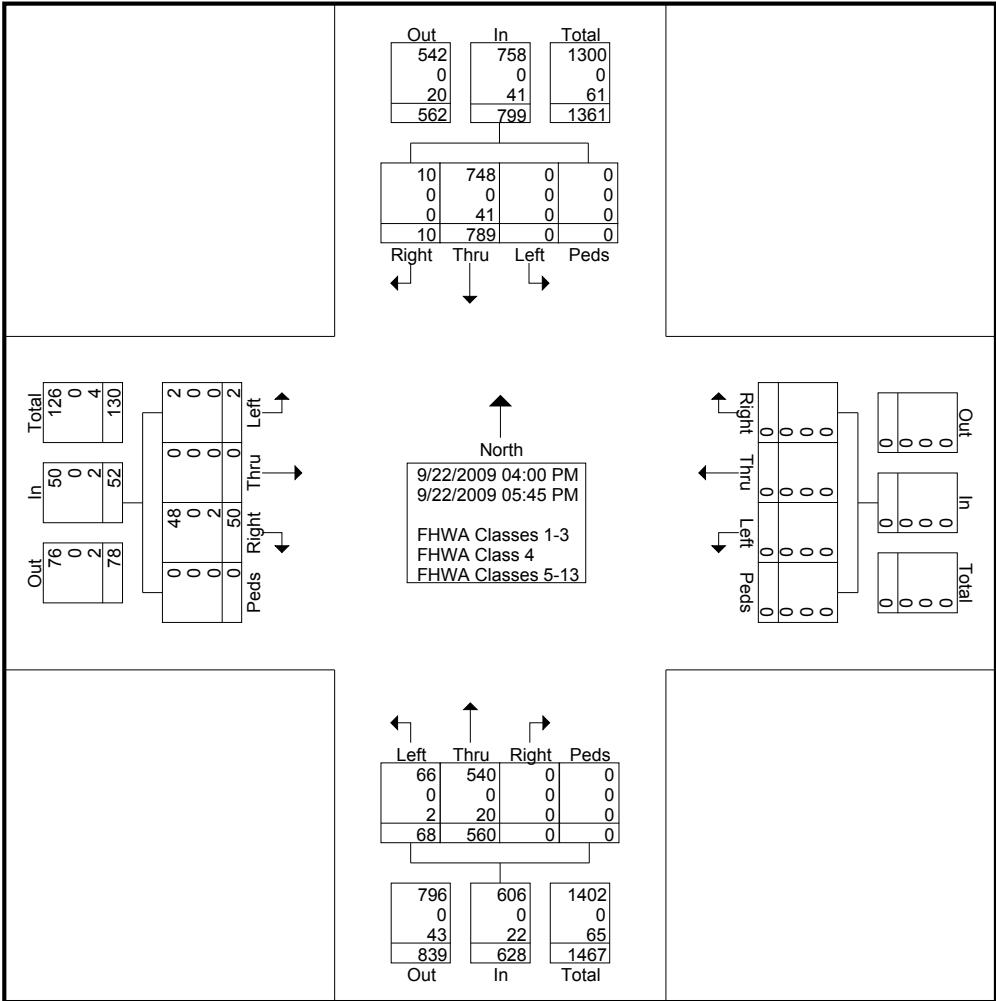 Out In Total
542 758 1300
0 0 0
20 41 61
562 799 1361
10 748 0 0
0 0 0 0
0 41 0 0
10 789 0 0
Right Thru Left Peds
Total
126 0 4 130
In
50 0 2 52
Out
76 0 2 78
2 0 0 2
Left
0 0 0 0
Thru
48 0 2 50
Right
0 0 0 0
Peds
North
9/22/2009 04:00 PM
9/22/2009 05:45 PM
FHWA Classes 1-3
FHWA Class 4
FHWA Classes 5-13
Right
0 0 0 0
Thru
0 0 0 0
Left
0 0 0 0
Peds
0 0 0 0
Out
0 0 0 0
In
0 0 0 0
Total
0 0 0 0
Left Thru Right Peds
66 540 0 0
0 0 0 0
2 20 0 0
68 560 0 0
796 606 1402
0 0 0
43 22 65
839 628 1467
Out In Total